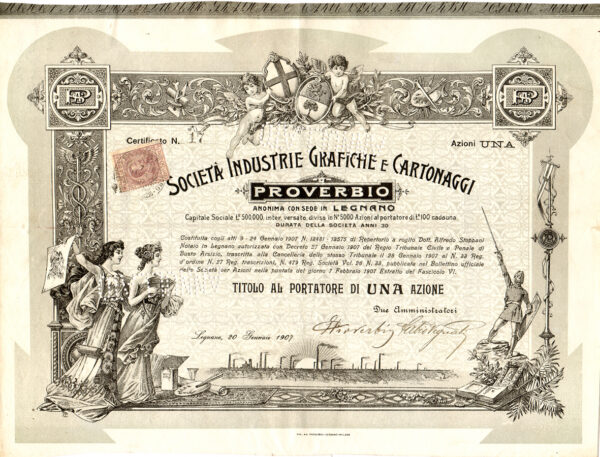 Certificato N. 17
Azioni UNA
SOCIETÀ INDUSTRIE GRAFICHE E CARTONAGGI
PROVERBIO
ANONIMA CON SEDE IN LEGNANO
Capitale Sociale L. 500.000, inter. versato, diviso in N° 5000 Azioni al portatore di L. 100 cadauna
DURATA DELLA SOCIETÀ ANNI 30
Costituita cogli atti 9 - 24 Gennaio 1907 N. 18481 - 18575 di Repertorio a rogito Dott. Alfredo
Notaio in Legnano autorizzata con Decreto 27 Gennaio 1907 del Regio Tribunale Civile e Penale di
Busto Arsizio, trascritta alla Cancelleria dello stesso Tribunale il 28 Gennaio 1907 al N. 33 Reg.
d'ordine N. 27 Reg. trascrizioni, N. 479 Reg. Società Vol. 26 N. 33, pubblicata nel Bollettino ufficiale
delle Società per Azioni nella puntata del giorno 7 Febbraio 1907 Estratto del Fascicolo VI.
TITOLO AL PORTATORE DI UNA AZIONE
Due Amministratori
Legnano, 20 Gennaio 1907